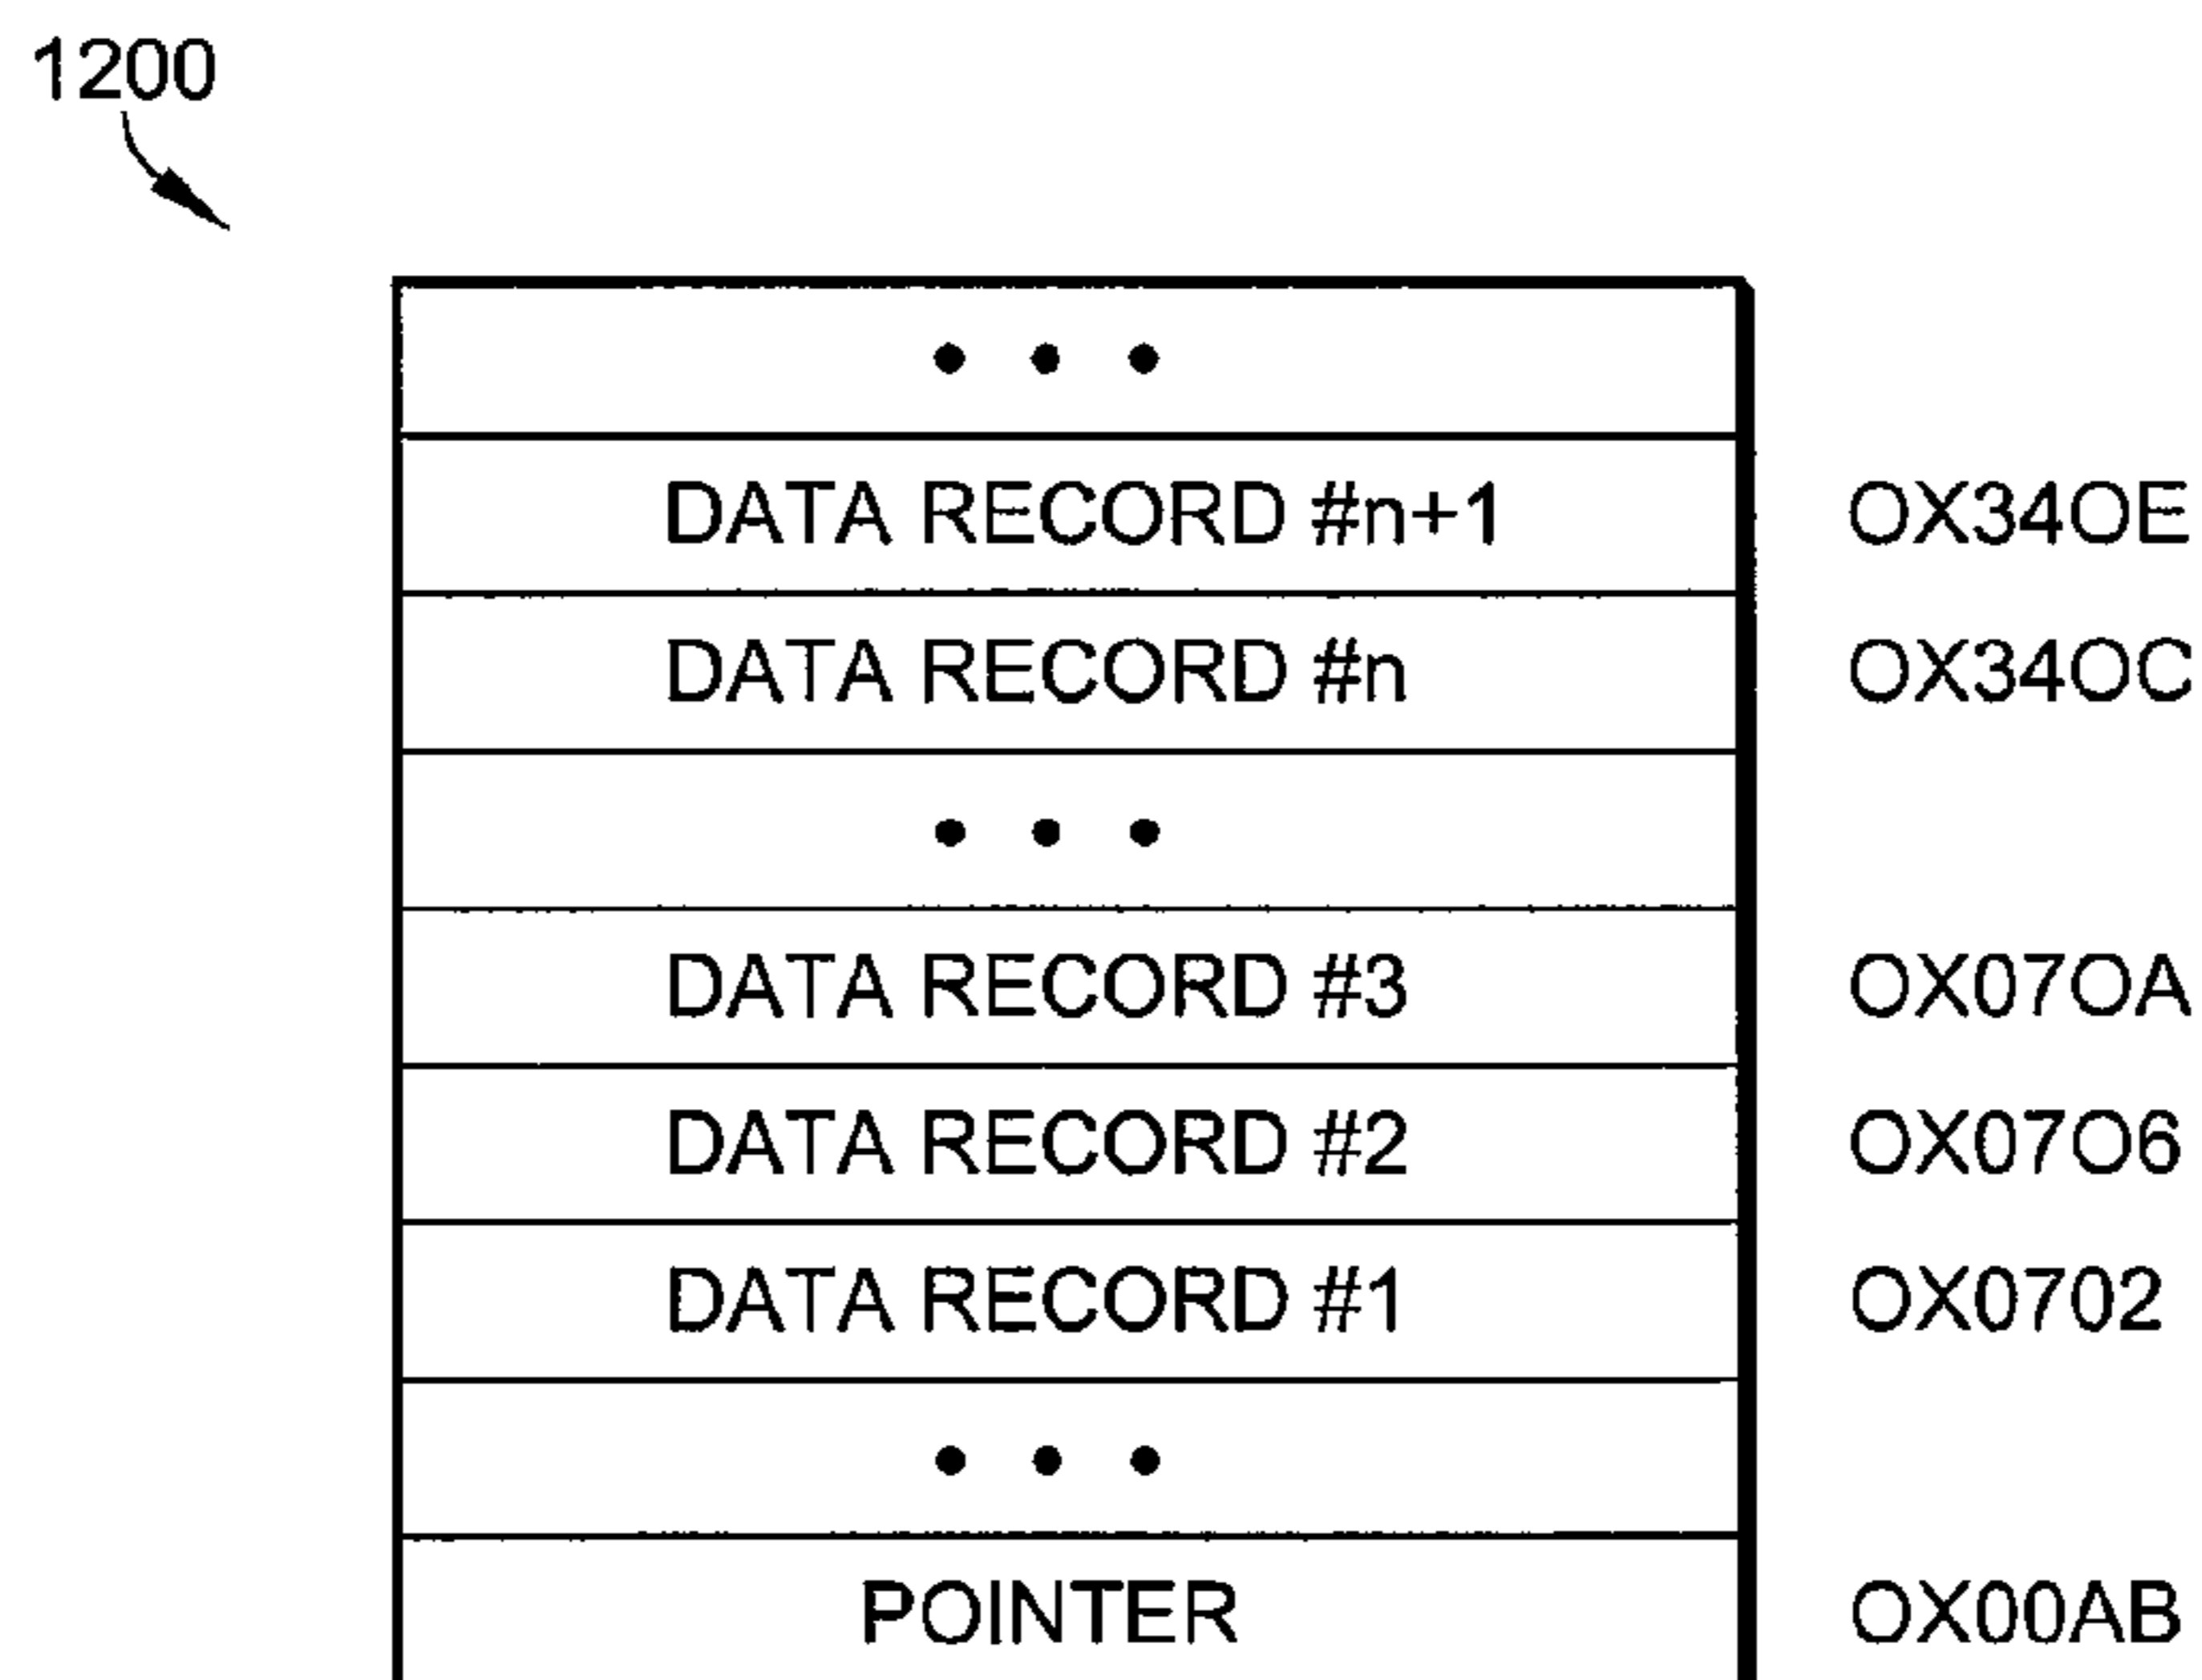 1200
• • •
DATA RECORD #n+1 OX34OE
DATA RECORD #n OX34OC
• • •
DATA RECORD #3 OX07OA
DATA RECORD #2 OX07O6
DATA RECORD #1 OX0702
• • •
POINTER OX00AB